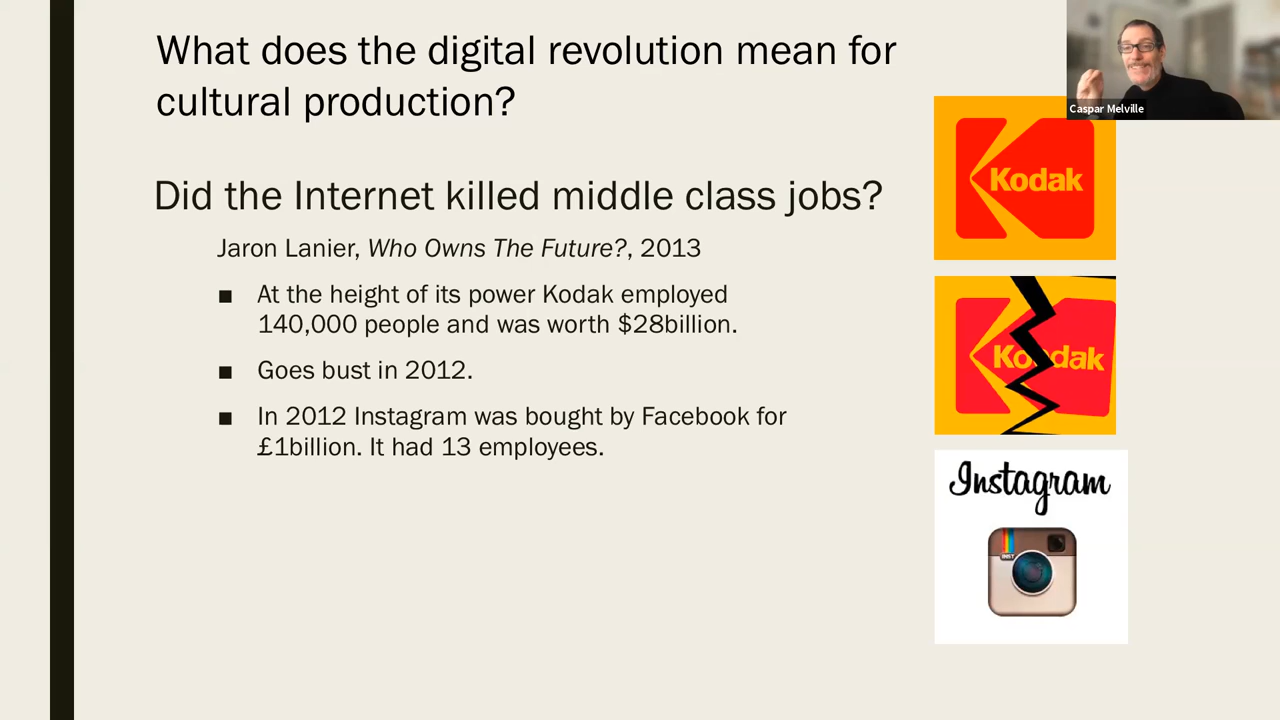 What does the digital revolution mean for
cultural production?
Caspar Melville
Did the Internet killed middle class jobs?
Jaron Lanier, Who Owns The Future?, 2013
■ At the height of its power Kodak employed
140,000 people and was worth $28billion.
■ Goes bust in 2012.
■ In 2012 Instagram was bought by Facebook for
£1billion. It had 13 employees.
Kodak
Kodak
Instagram
INST